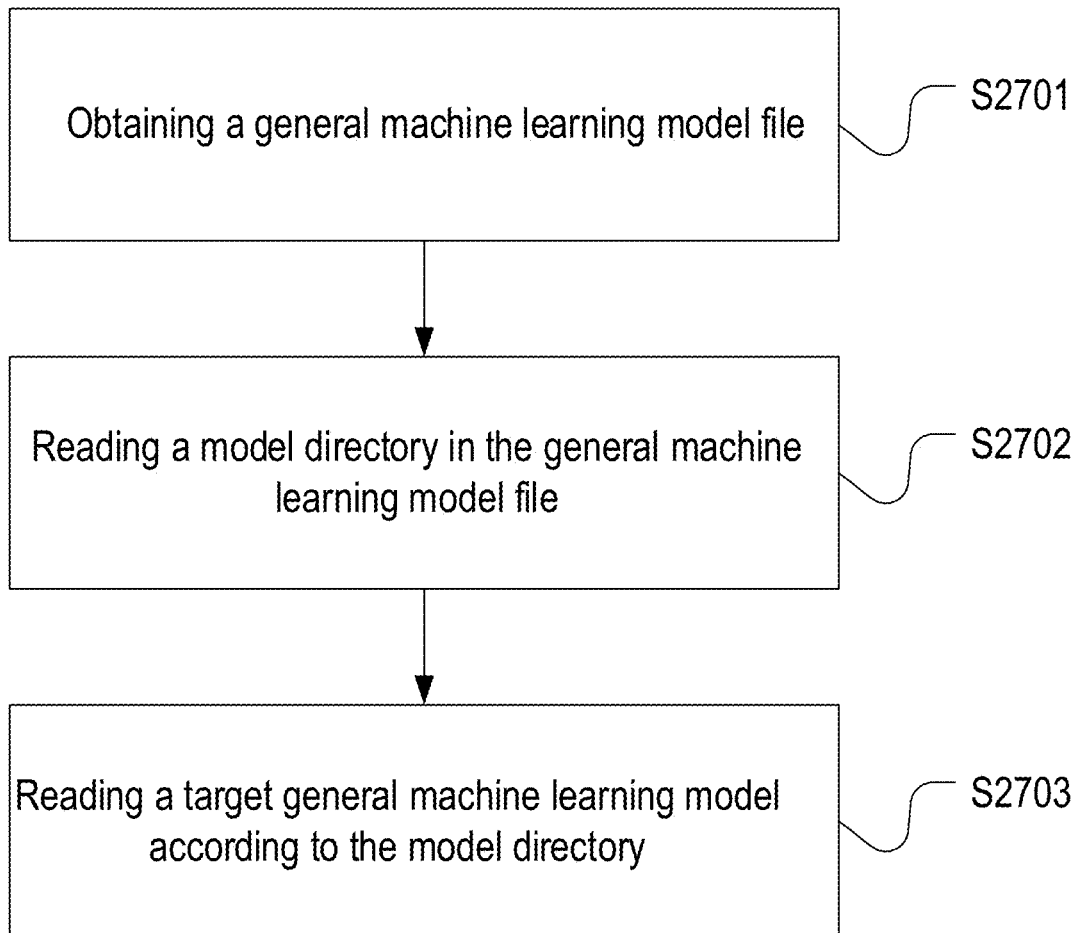 Obtaining a general machine learning model file
S2701
Reading a model directory in the general machine
learning model file
S2702
Reading a target general machine learning model
according to the model directory
S2703